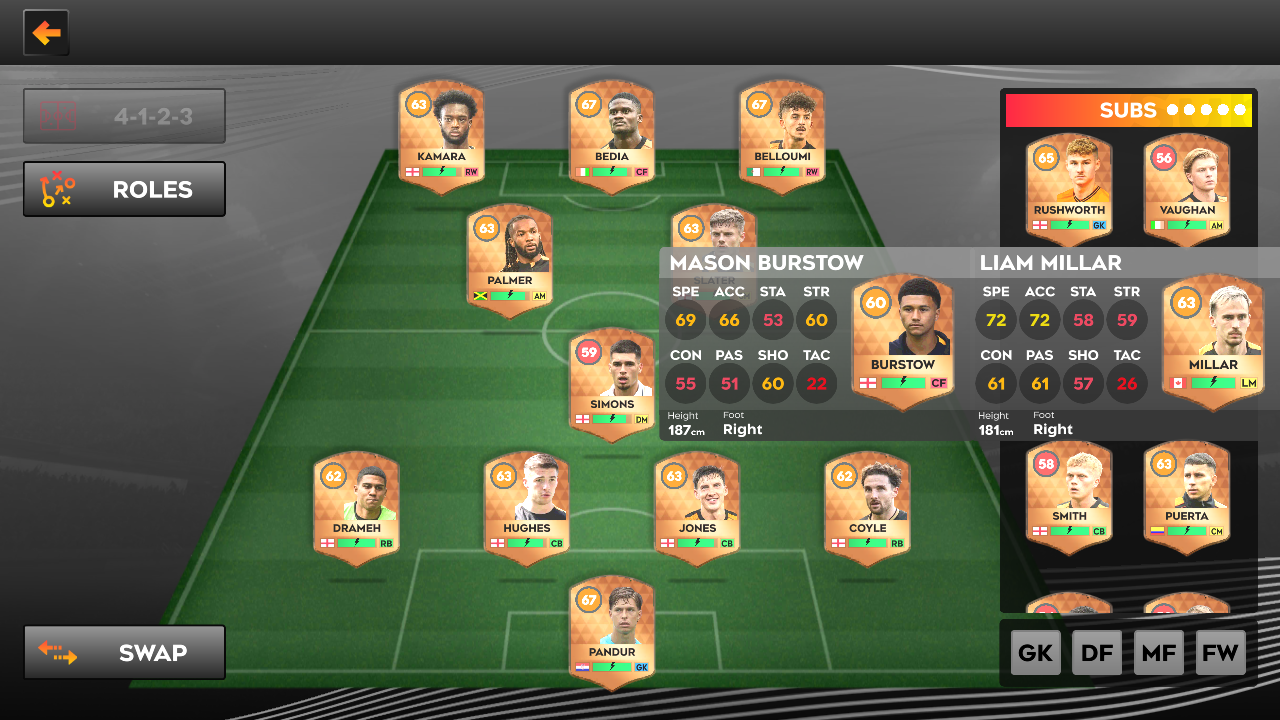 4-1-2-3
ROLES
63
KAMARA
RW
67
BEDIA
CF
67
BELLOUMI
RW
SUBS
65
RUSHWORTH
GK
56
VAUGHAN
AM
63
PALMER
AM
63
SLATER
MASON BURSTOW
SPE ACC STA STR
69 66 53 60
CON PAS SHO TAC
55 51 60 22
Height Foot
187cm Right
60
BURSTOW
CF
LIAM MILLAR
SPE ACC STA STR
72 72 58 59
CON PAS SHO TAC
61 61 57 26
Height Foot
181cm Right
63
MILLAR
LM
59
SIMONS
DM
62
DRAMEH
RB
63
HUGHES
CB
63
JONES
CB
62
COYLE
RB
58
SMITH
CB
63
PUERTA
CM
67
PANDUR
GK
SWAP
GK DF MF FW